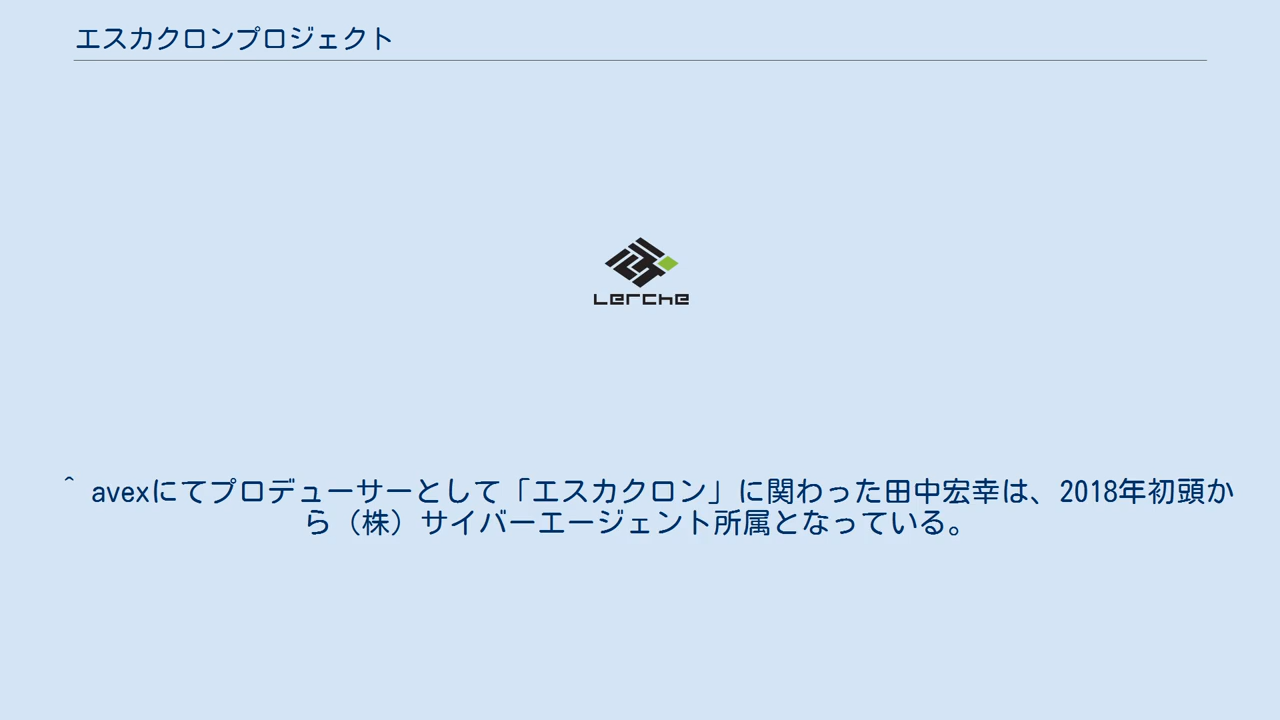 エスカクロンプロジェクト
Lerche
^ avexにてプロデューサーとして「エスカクロン」に関わった田中宏幸は、2018年初頭か
ら（株）サイバーエージェント所属となっている。